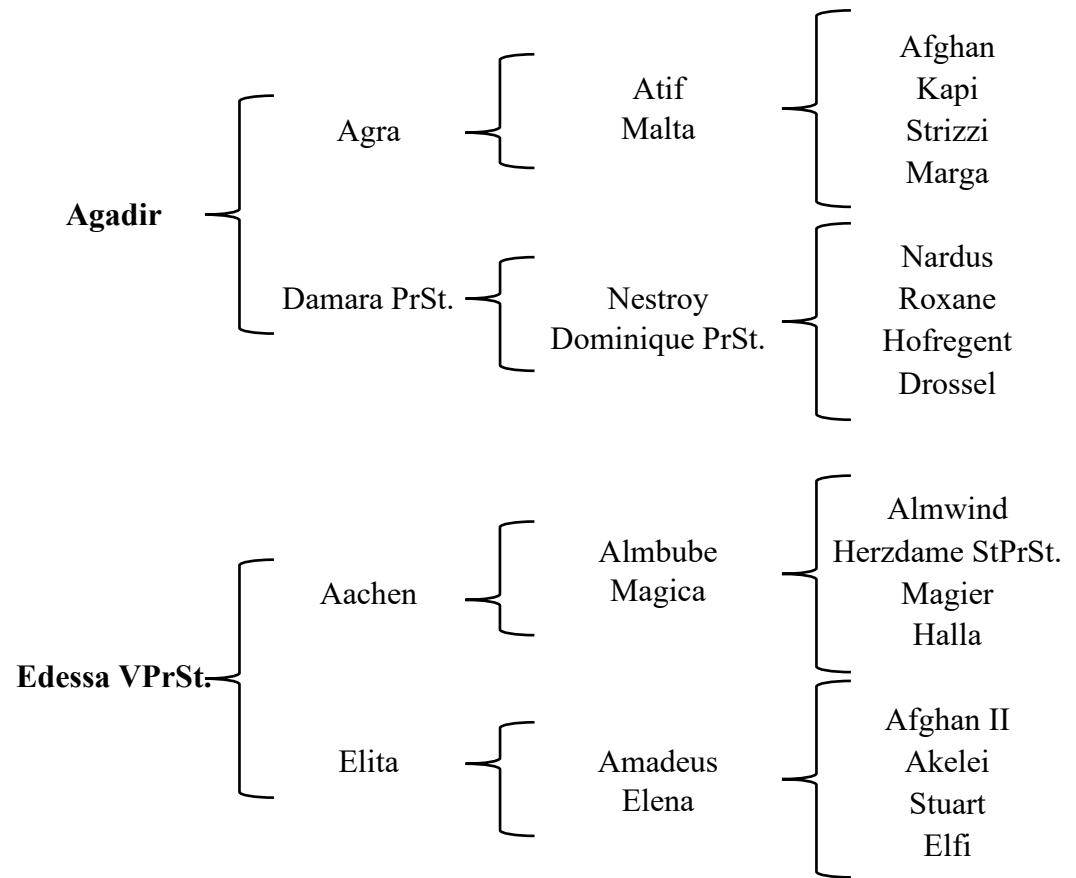 Agadir
Agra
Atif
Malta
Afghan
Kapi
Strizzi
Marga
Damara PrSt.
Nestroy
Dominique PrSt.
Nardus
Roxane
Hofregent
Drossel
Edessa VPrSt.
Aachen
Almbube
Magica
Almwind
Herzdame StPrSt.
Magier
Halla
Elita
Amadeus
Elena
Afghan II
Akelei
Stuart
Elfi